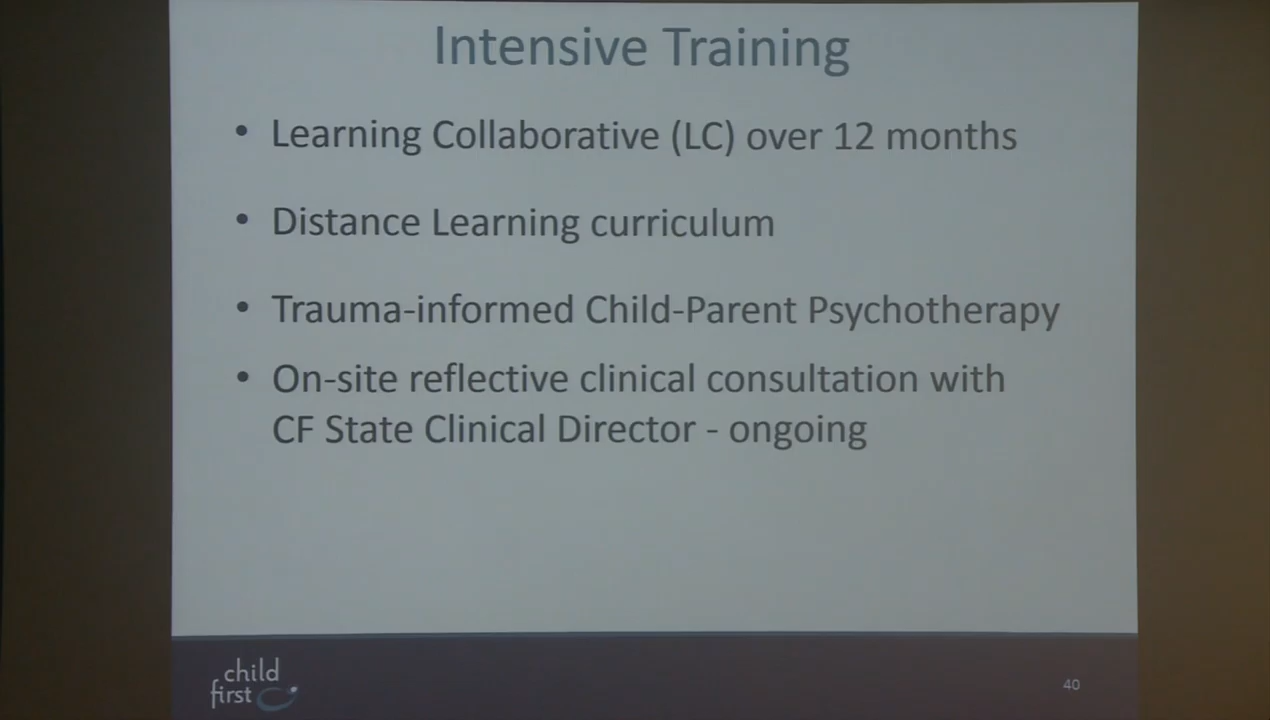 Intensive Training
• Learning Collaborative (LC) over 12 months
• Distance Learning curriculum
• Trauma-informed Child-Parent Psychotherapy
• On-site reflective clinical consultation with
CF State Clinical Director - ongoing
child
first
40